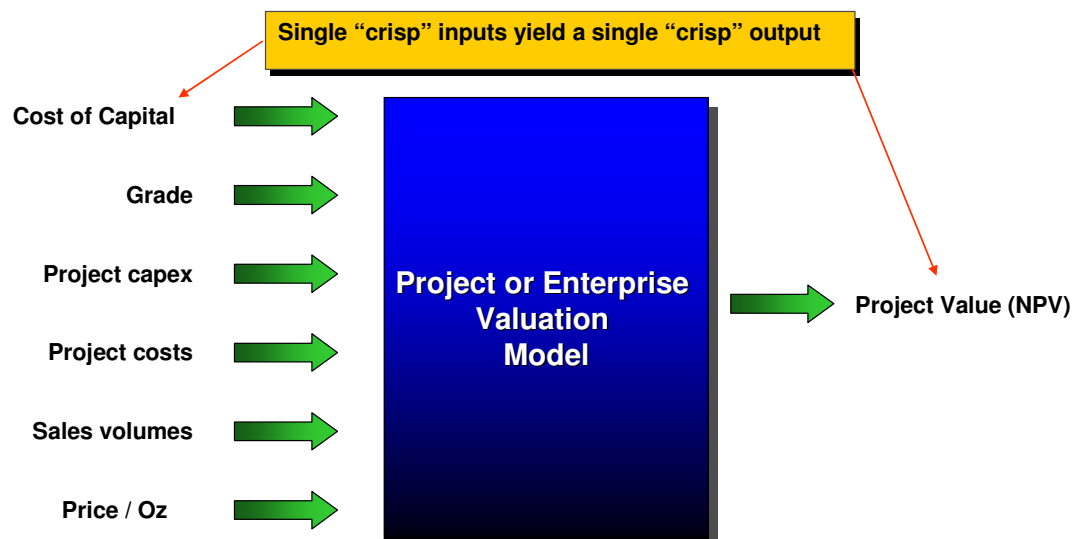 Single “crisp” inputs yield a single “crisp” output
Cost of Capital
Grade
Project capex
Project costs
Sales volumes
Price / Oz
Project or Enterprise
Valuation
Model
Project Value (NPV)